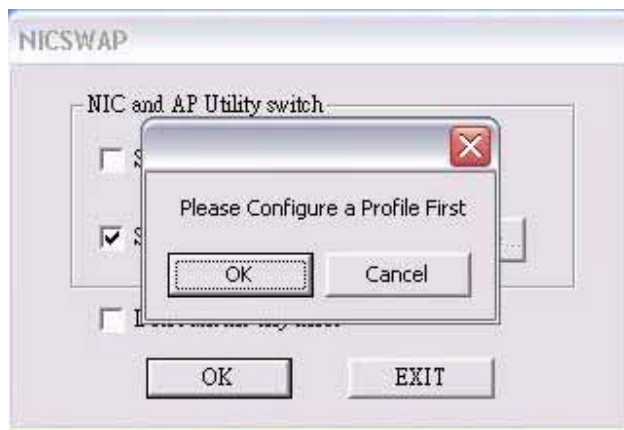 NICSWAP
NIC and AP Utility switch
Please Configure a Profile First
OK
Cancel
OK
EXIT